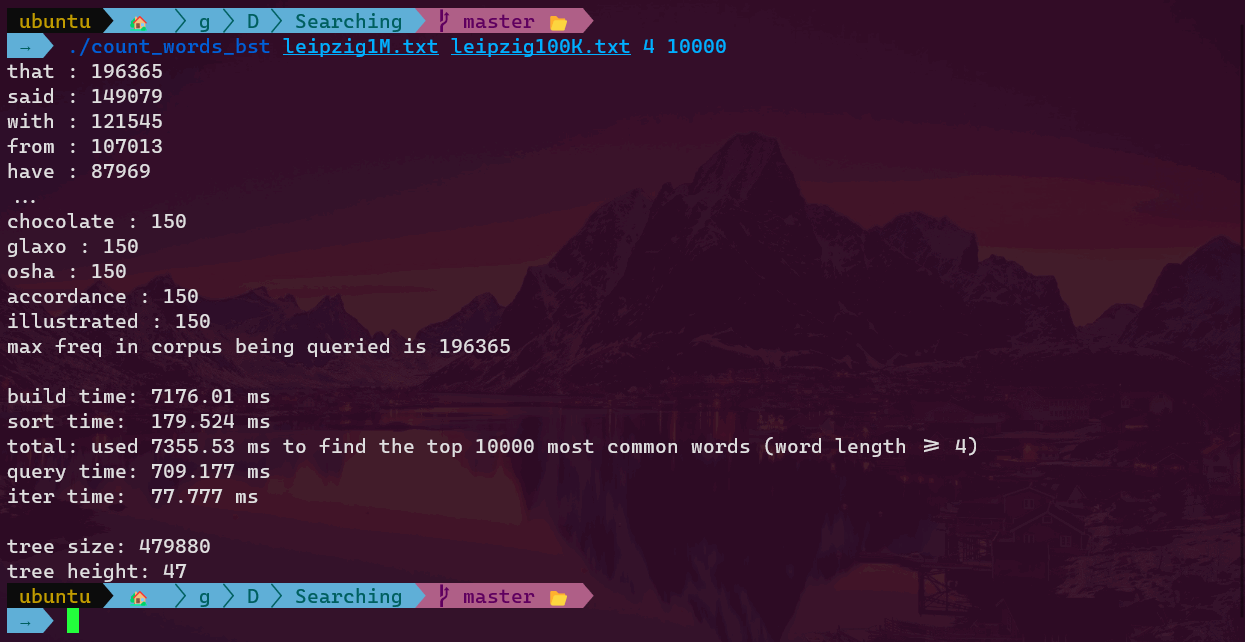 ubuntu g D Searching master
→ ./count_words_bst leipzig1M.txt leipzig100K.txt 4 10000
that : 196365
said : 149079
with : 121545
from : 107013
have : 87969
...
chocolate : 150
glaxo : 150
osha : 150
accordance : 150
illustrated : 150
max freq in corpus being queried is 196365
build time: 7176.01 ms
sort time:  179.524 ms
total: used 7355.53 ms to find the top 10000 most common words (word length >= 4)
query time: 709.177 ms
iter time:  77.777 ms
tree size: 479880
tree height: 47
ubuntu g D Searching master
→